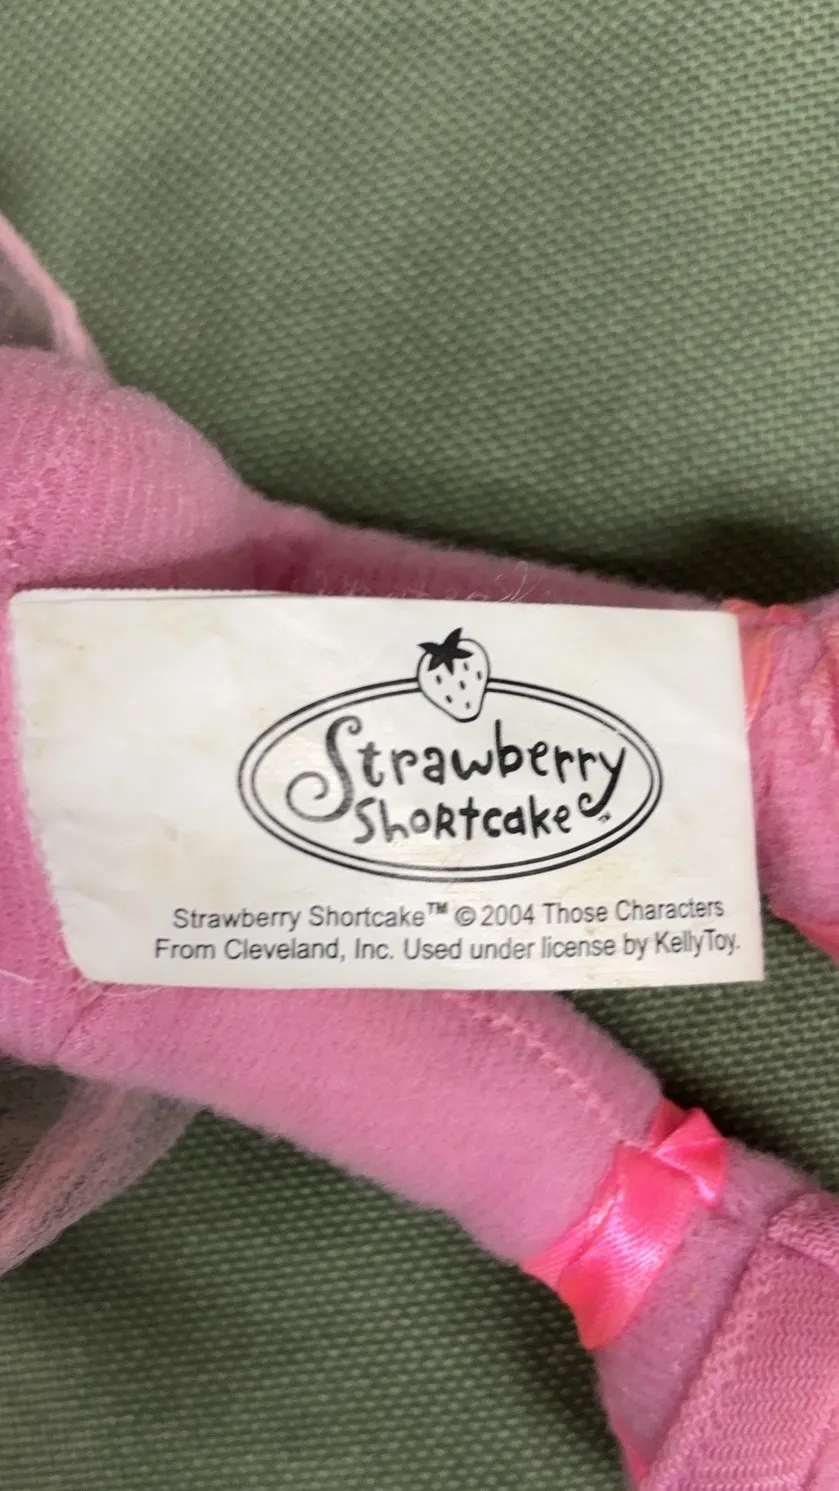 Strawberry
Shortcake™
Strawberry Shortcake™ © 2004 Those Characters
From Cleveland, Inc. Used under license by KellyToy.